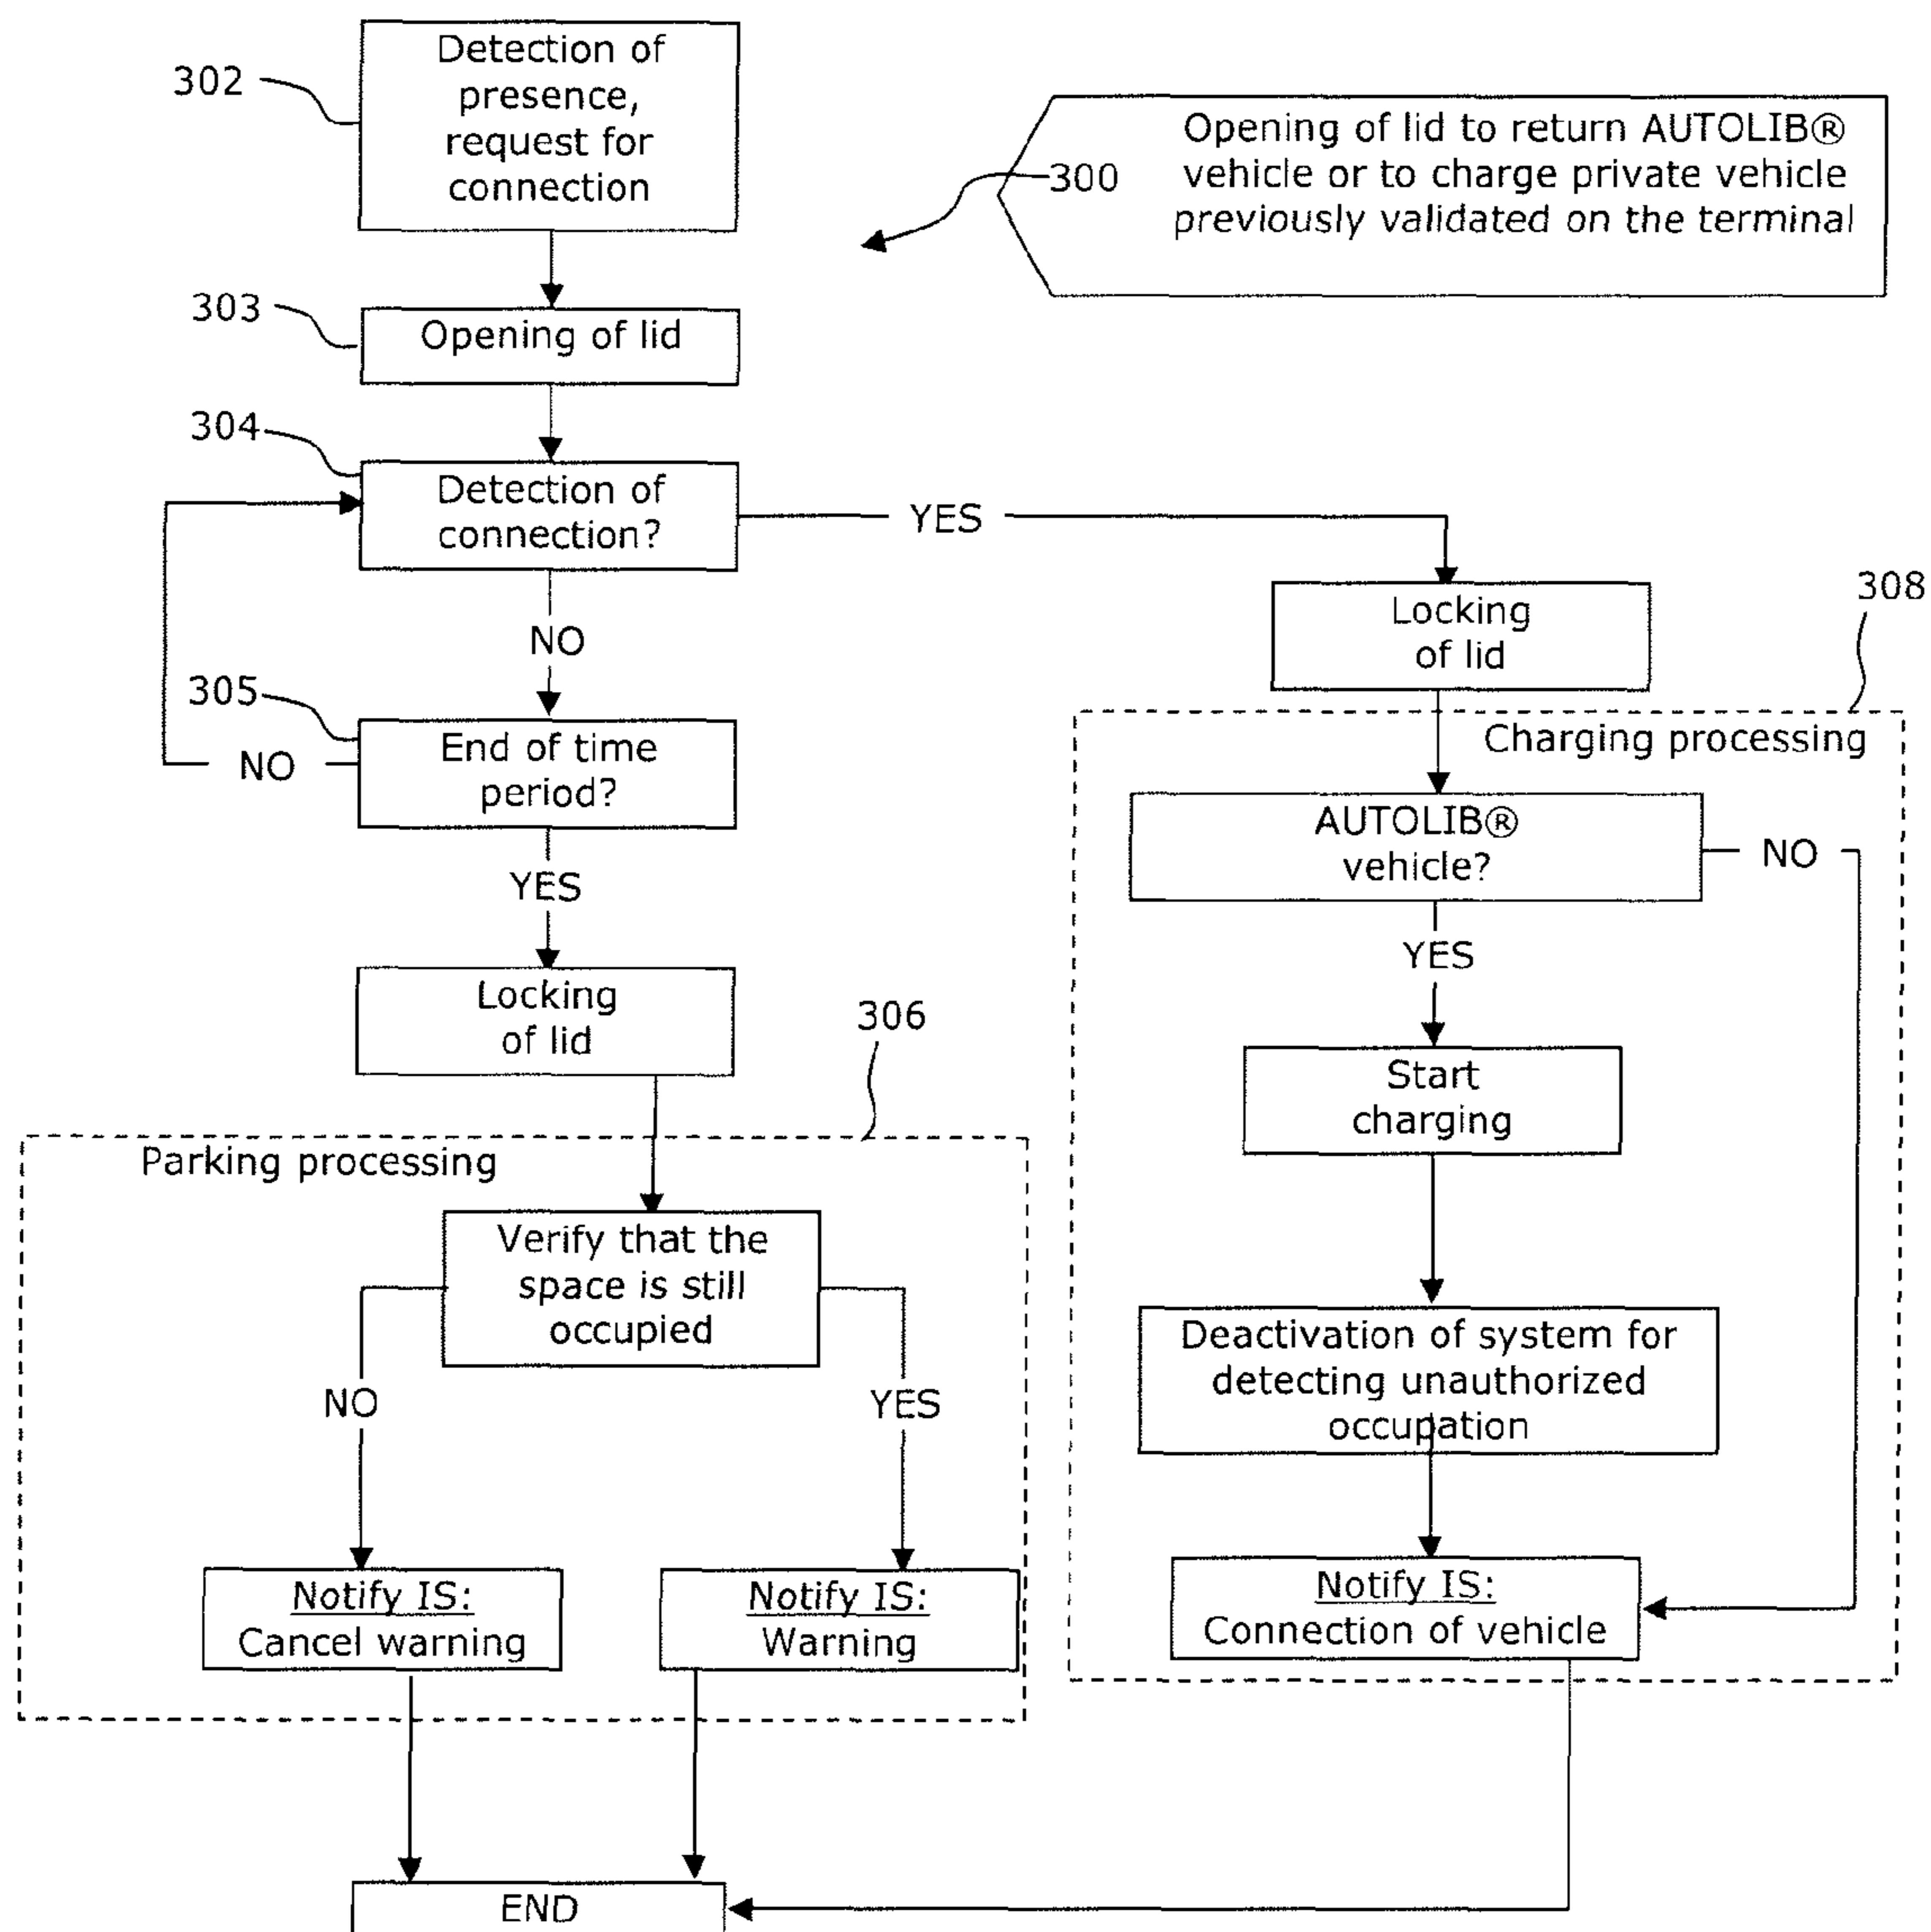 302
Detection of
presence,
request for
connection
300
Opening of lid to return AUTOLIB®
vehicle or to charge private vehicle
previously validated on the terminal
303
Opening of lid
304
Detection of
connection?
YES
NO
305
End of time
period?
NO
YES
Locking
of lid
306
Parking processing
Verify that the
space is still
occupied
NO
YES
Notify IS:
Cancel warning
Notify IS:
Warning
Locking
of lid
308
Charging processing
AUTOLIB®
vehicle?
NO
YES
Start
charging
Deactivation of system for
detecting unauthorized
occupation
Notify IS:
Connection of vehicle
END